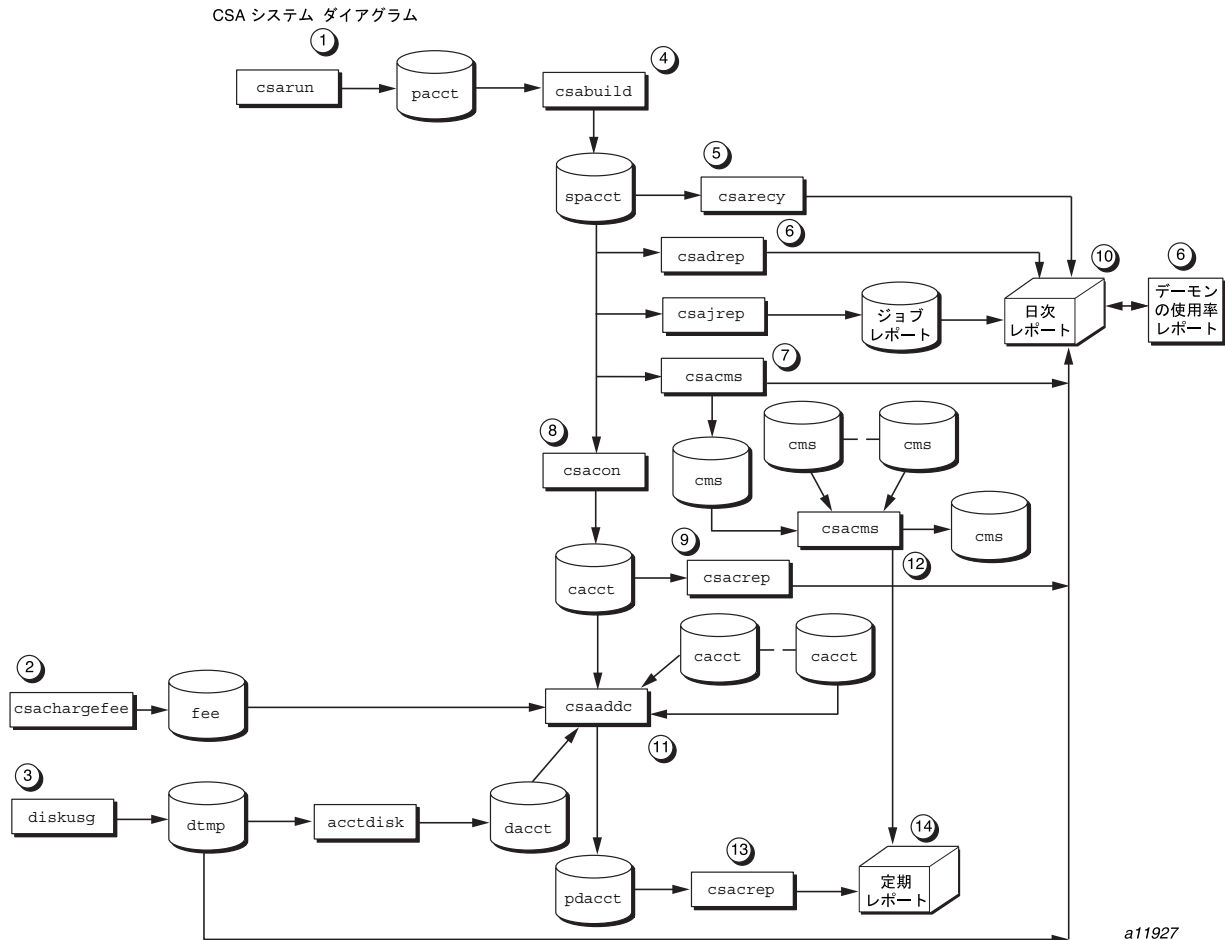 CSA システム ダイアグラム
1
4
csarun
pacct
csabuild
5
spacct
csarecy
6
10
6
csadrep
デーモン
の使用率
レポート
日次
レポート
csajrep
ジョブ
レポート
7
csacms
8
cms
cms
csacon
cms
csacms
cms
9
12
cacct
csacrep
cacct
cacct
2
csachargefee
fee
csaaddc
11
3
diskusg
dtmp
acctdisk
dacct
13
14
pdacct
csacrep
定期
レポート
a11927